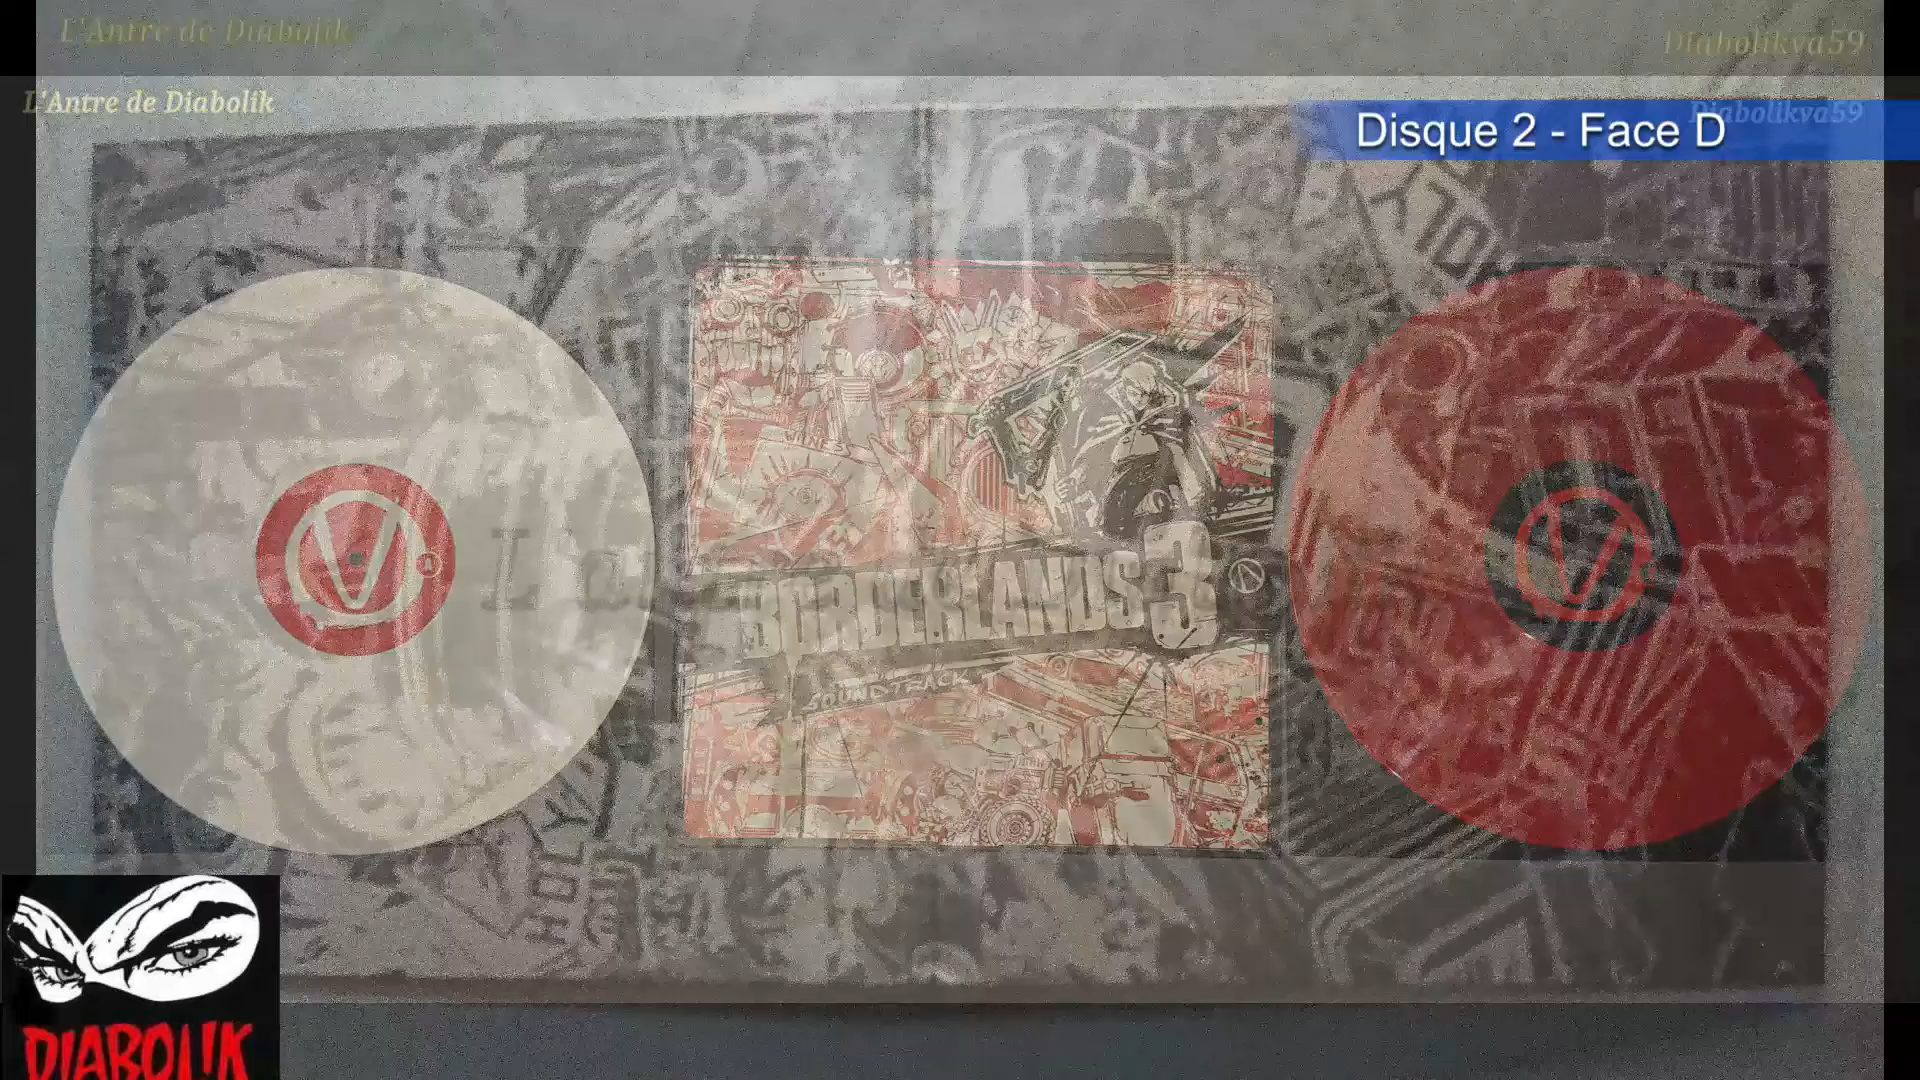 L'Antre de Diabolik
Diabolikva59
L'Antre de Diabolik
Diabolikva59
Disque 2 - Face D
BORDERLANDS 3
SOUNDTRACK
A
DIABOLIK